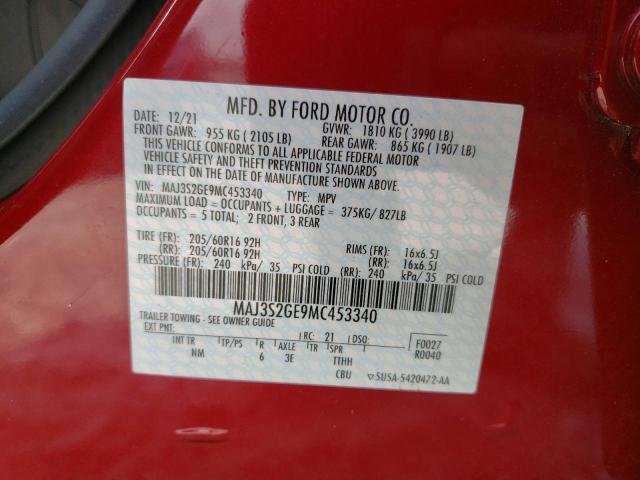 MFD. BY FORD MOTOR CO.
DATE: 12/21 GVWR: 1810 KG ( 3990 LB)
FRONT GAWR: 955 KG ( 2105 LB) REAR GAWR: 865 KG ( 1907 LB)
THIS VEHICLE CONFORMS TO ALL APPLICABLE FEDERAL MOTOR
VEHICLE SAFETY AND THEFT PREVENTION STANDARDS
IN EFFECT ON THE DATE OF MANUFACTURE SHOWN ABOVE.
VIN: MAJ3S2GE9MC453340 TYPE: MPV
MAXIMUM LOAD = OCCUPANTS + LUGGAGE = 375KG/ 827LB
OCCUPANTS = 5 TOTAL; 2 FRONT, 3 REAR
TIRE (FR): 205/60R16 92H RIMS (FR): 16x6.5J
(RR): 205/60R16 92H (RR): 16x6.5J
PRESSURE (FR): 240 kPa/ 35 PSI COLD (RR): 240 kPa/ 35 PSI COLD
MAJ3S2GE9MC453340
TRAILER TOWING - SEE OWNER GUIDE
EXT PNT: RC: 21 DSO: F0027
R0040
INT TR TP/PS R AXLE TR SPR
NM 6 3E TTHH
CBU ▽SUSA-5420472-AA